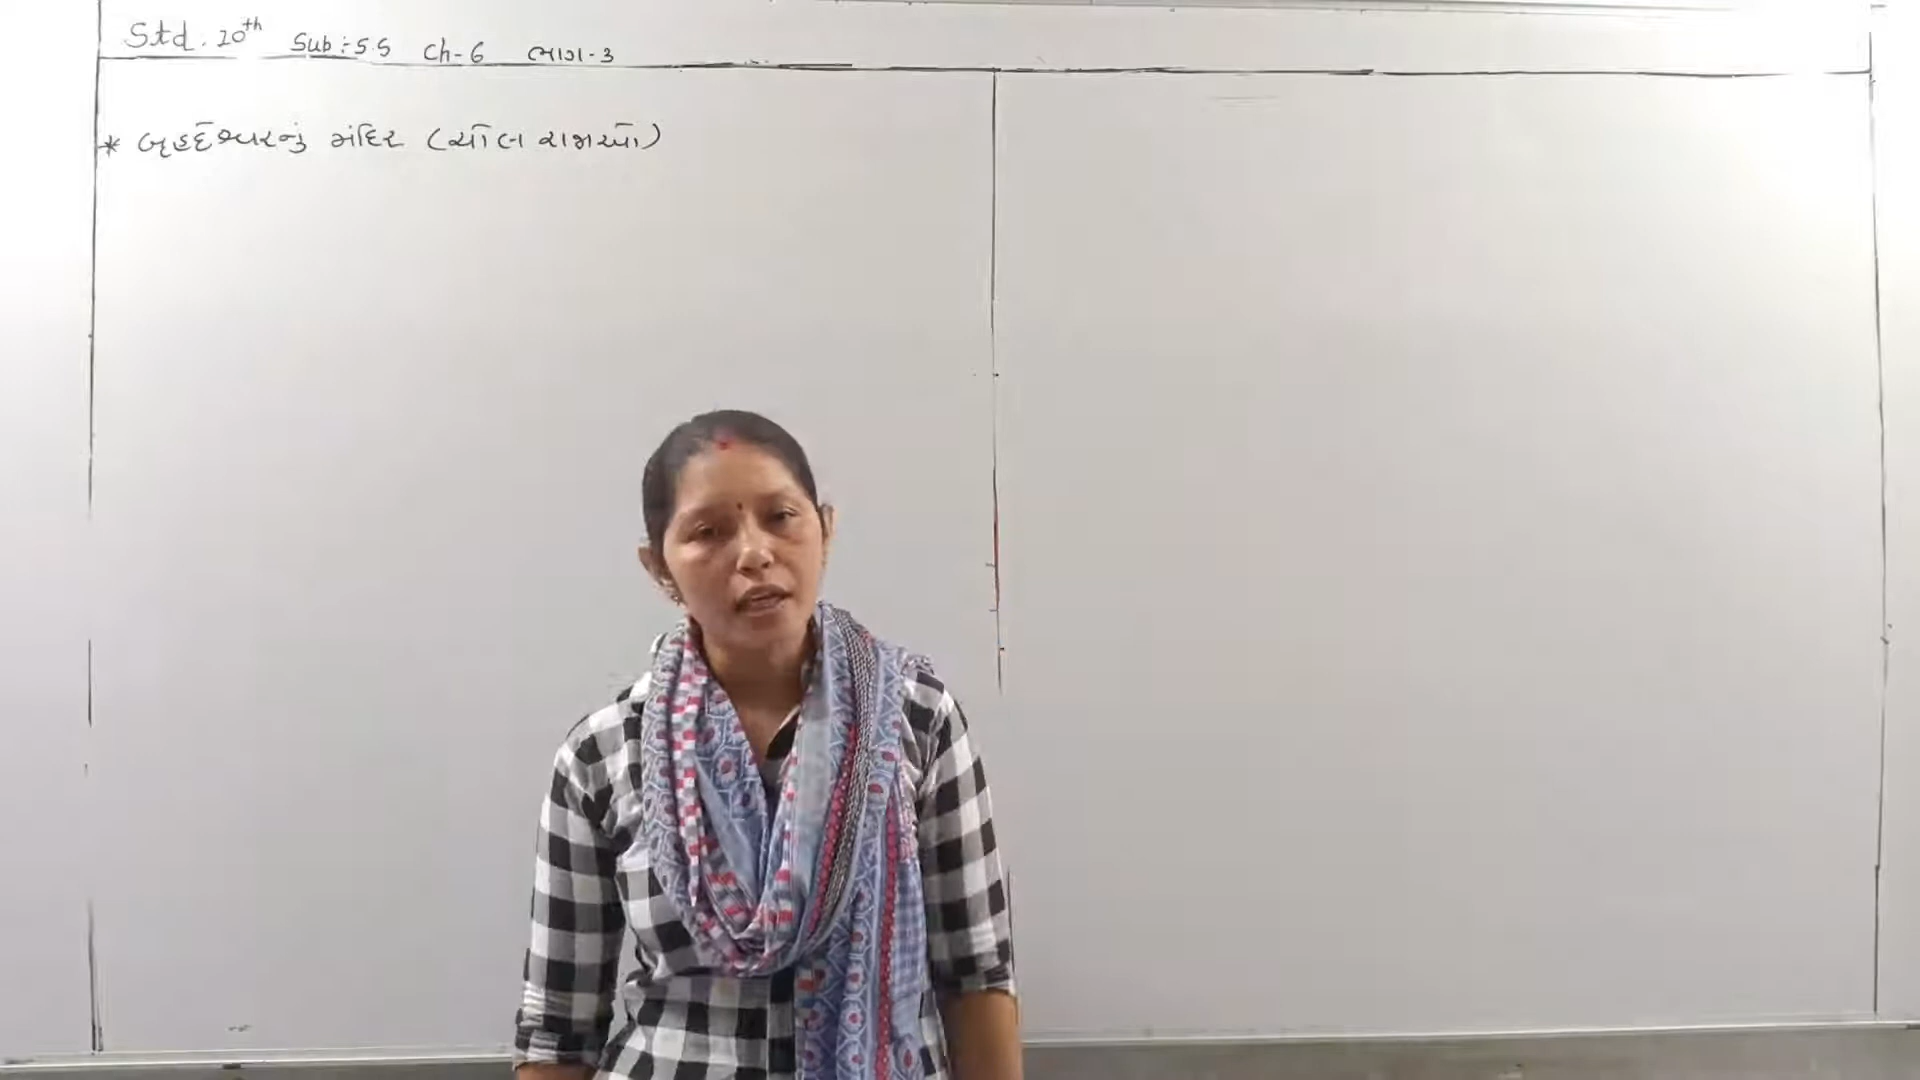 Std. 10th Sub:- S.S Ch-6 ભાગ-3
* બૃહદેશ્વરનું મંદિર (ચોલ રાજ્યો)